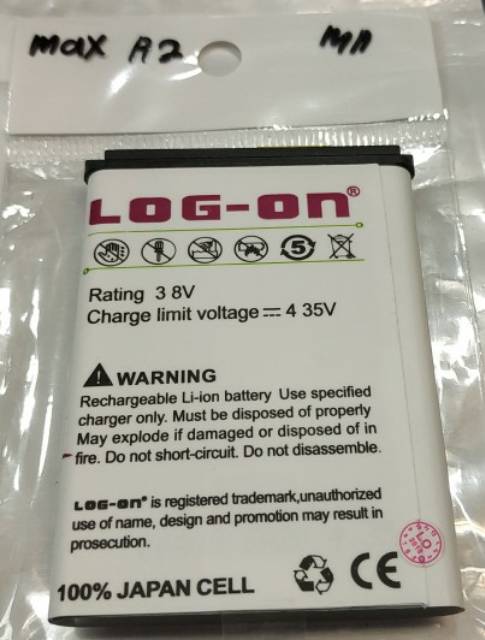 max R2 MA
LOG-On®
5
Rating 3 8V
Charge limit voltage 4 35V
WARNING
Rechargeable Li-ion battery Use specified
charger only. Must be disposed of properly
May explode if damaged or disposed of in
fire. Do not short-circuit. Do not disassemble.
LOG-On® is registered trademark,unauthorized
use of name, design and promotion may result in
prosecution.
100% JAPAN CELL
CE
LO